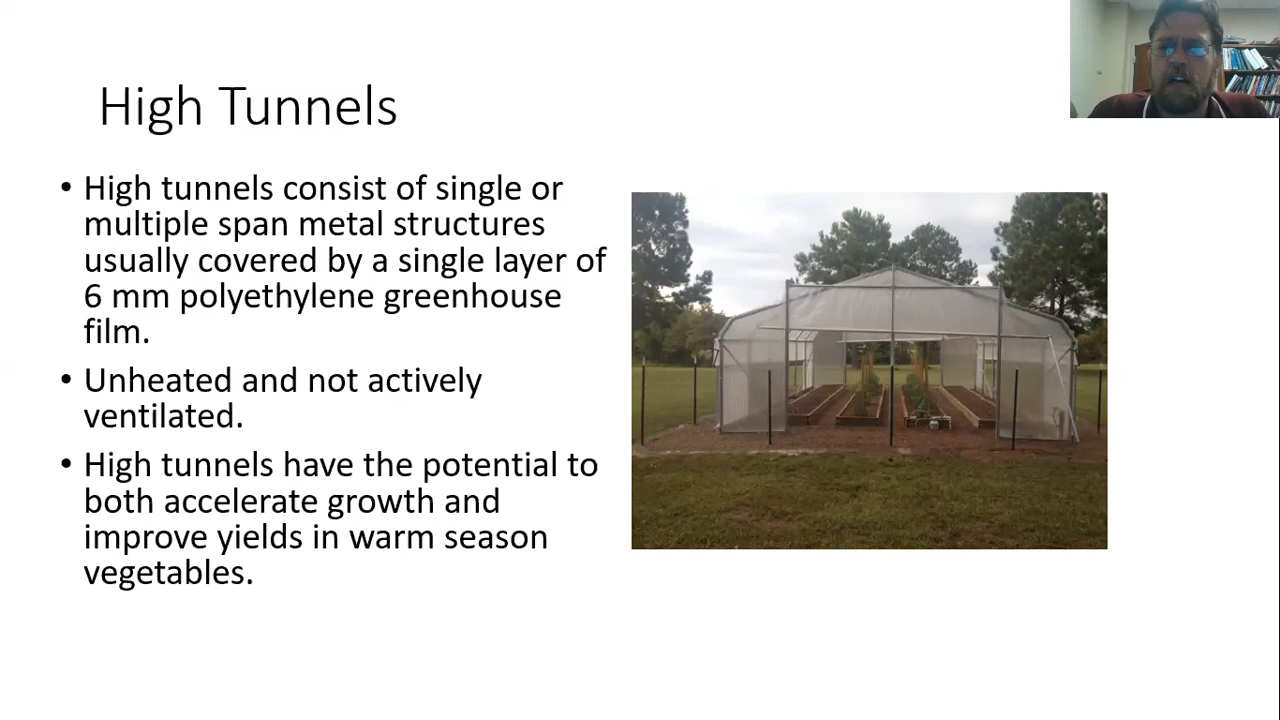 High Tunnels
• High tunnels consist of single or
multiple span metal structures
usually covered by a single layer of
6 mm polyethylene greenhouse
film.
• Unheated and not actively
ventilated.
• High tunnels have the potential to
both accelerate growth and
improve yields in warm season
vegetables.